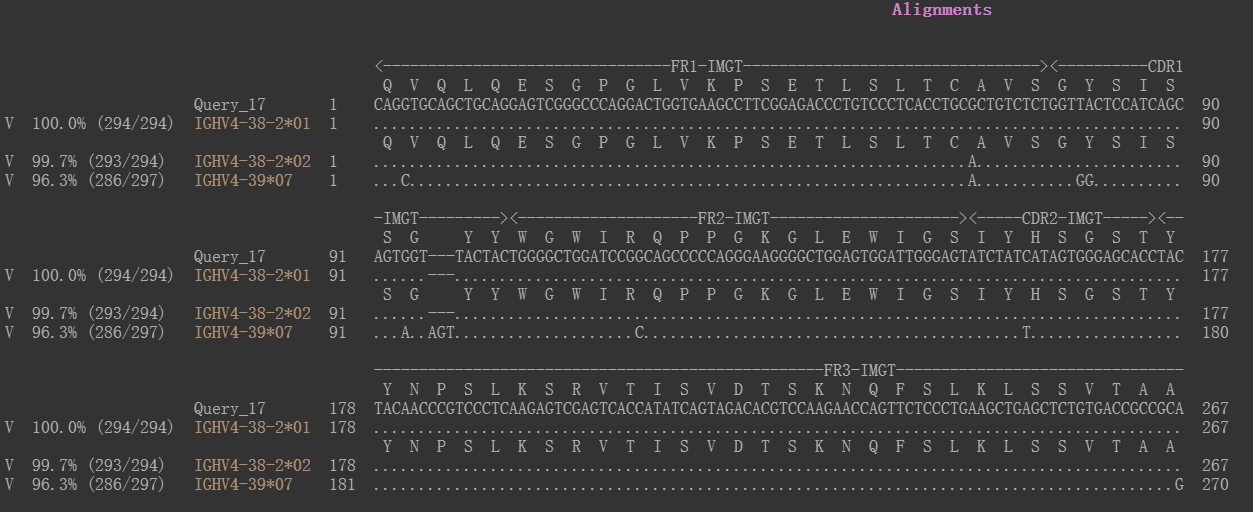 Alignments
<------------------------------FR1-IMGT--------------------------------><----------CDR1
Q V Q L Q E S G P G L V K P S E T L S L T C A V S G Y S I S
Query_17 1 CAGGTGCAGCTGCAGGAGTCGGGCCCAGGACTGGTGAAGCCTTCGGAGACCCTGTCCCTCACCTGCGCTGTCTCTGGTTACTCCATCAGC 90
V 100.0% (294/294) IGHV4-38-2*01 1 .......................................................................................... 90
Q V Q L Q E S G P G L V K P S E T L S L T C A V S G Y S I S
V 99.7% (293/294) IGHV4-38-2*02 1 ..................................................................A....................... 90
V 96.3% (286/297) IGHV4-39*07 1 ...C..............................................................A...........GG.......... 90
-IMGT---------><--------------------FR2-IMGT---------------------><-----CDR2-IMGT-----><--
S G Y Y W G W I R Q P P G K G L E W I G S I Y H S G S T Y
Query_17 91 AGTGGT---TACTACTGGGGCTGGATCCGGCAGCCCCCAGGGAAGGGGCTGGAGTGGATTGGGAGTATCTATCATAGTGGGAGCACCTAC 177
V 100.0% (294/294) IGHV4-38-2*01 91 ......---................................................................................. 177
S G Y Y W G W I R Q P P G K G L E W I G S I Y H S G S T Y
V 99.7% (293/294) IGHV4-38-2*02 91 ......---................................................................................. 177
V 96.3% (286/297) IGHV4-39*07 91 ...A..AGT....................C..........................................T................. 180
--------------------------------------------------FR3-IMGT--------------------------------
Y N P S L K S R V T I S V D T S K N Q F S L K L S S V T A A
Query_17 178 TACAACCCGTCCCTCAAGAGTCGAGTCACCATATCAGTAGACACGTCCAAGAACCAGTTCTCCCTGAAGCTGAGCTCTGTGACCGCCGCA 267
V 100.0% (294/294) IGHV4-38-2*01 178 .......................................................................................... 267
Y N P S L K S R V T I S V D T S K N Q F S L K L S S V T A A
V 99.7% (293/294) IGHV4-38-2*02 178 .......................................................................................... 267
V 96.3% (286/297) IGHV4-39*07 181 .........................................................................................G 270